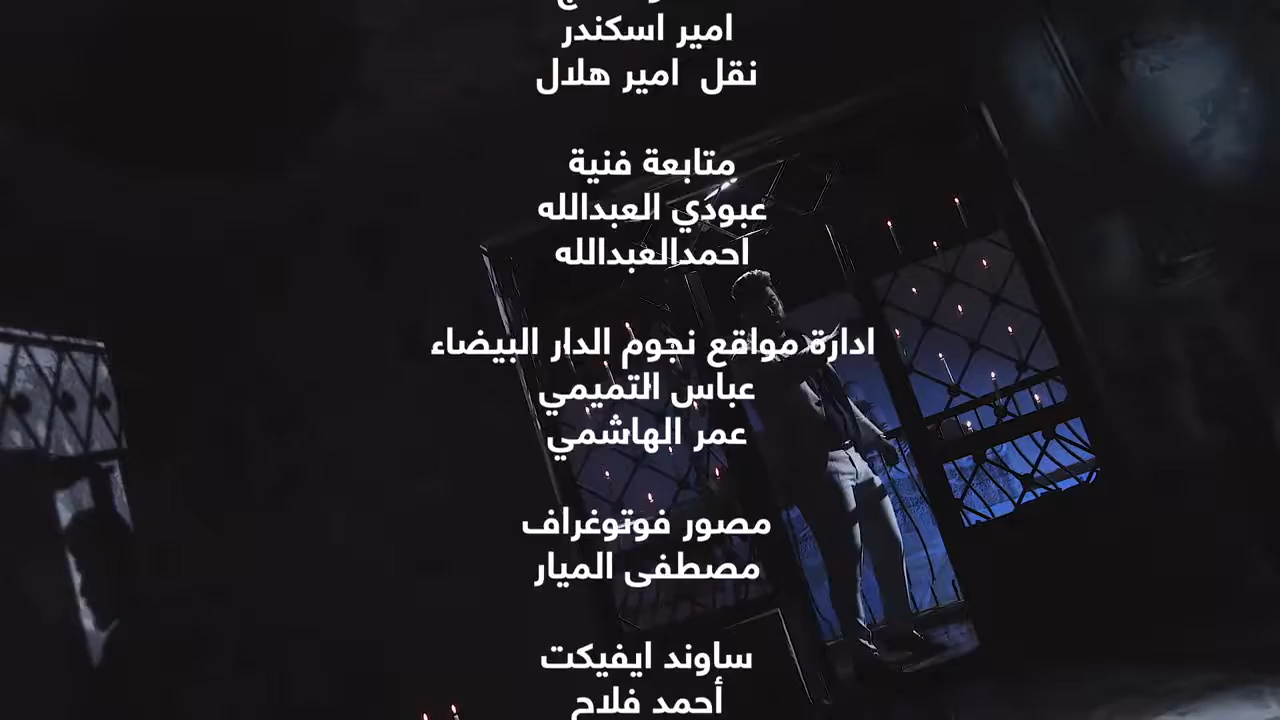 امير اسكندر
نقل امير هلال
متابعة فنية
عبودي العبدالله
احمدالعبدالله
ادارة مواقع نجوم الدار البيضاء
عباس التميمي
عمر الهاشمي
مصور فوتوغراف
مصطفى الميار
ساوند ايفيكت
أحمد فلاح